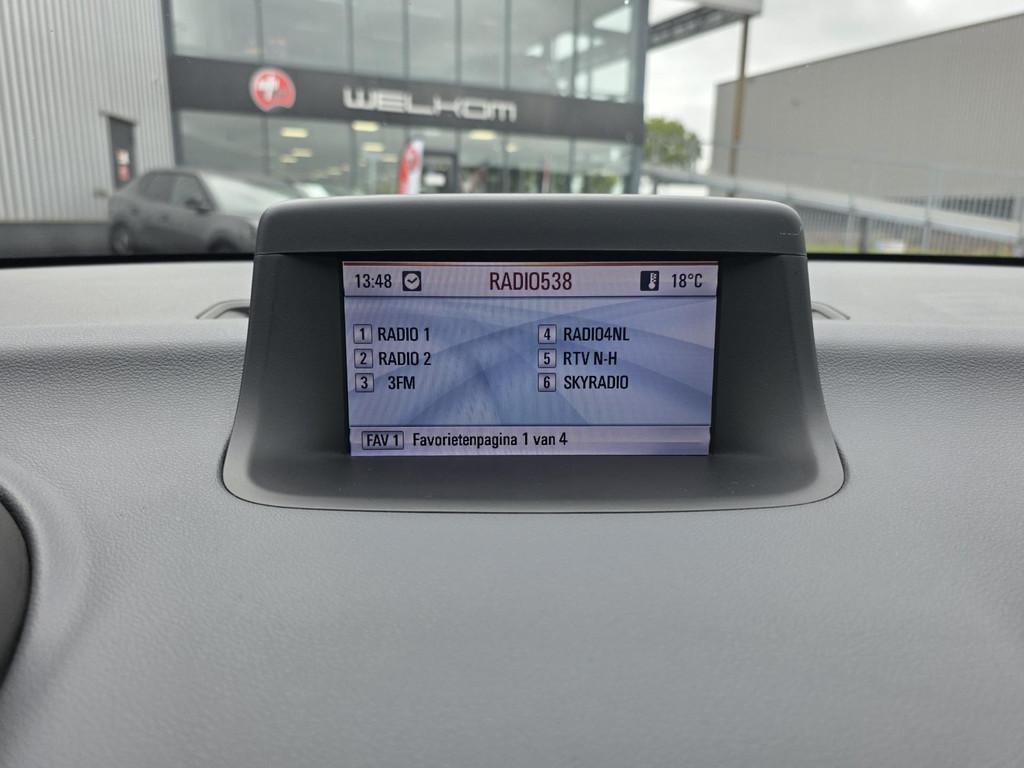 WELKOM
13:48 RADIO538 18°C
1 RADIO 1
2 RADIO 2
3 3FM
4 RADIO4NL
5 RTV N-H
6 SKYRADIO
FAV 1 Favorietenpagina 1 van 4